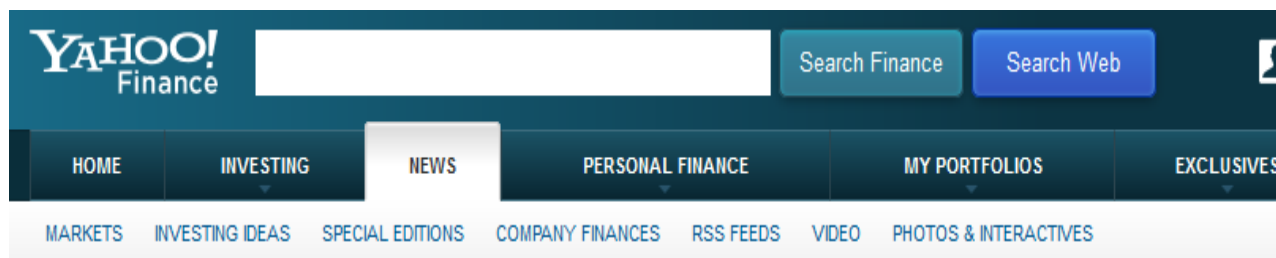 YAHOO!
Finance
Search Finance
Search Web
HOME INVESTING NEWS PERSONAL FINANCE MY PORTFOLIOS EXCLUSIVES
MARKETS INVESTING IDEAS SPECIAL EDITIONS COMPANY FINANCES RSS FEEDS VIDEO PHOTOS & INTERACTIVES